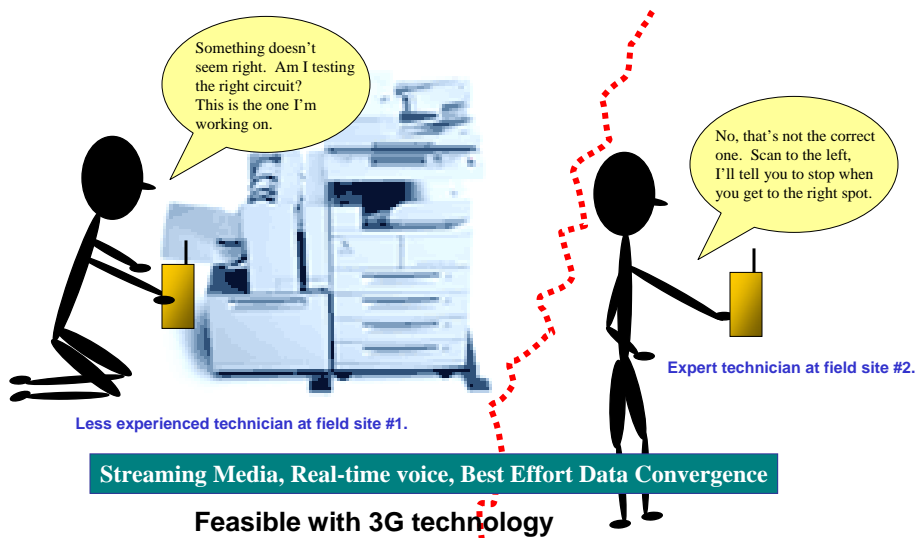 Something doesn't
seem right.  Am I testing
the right circuit?
This is the one I'm
working on.
No, that's not the correct
one.  Scan to the left,
I'll tell you to stop when
you get to the right spot.
Expert technician at field site #2.
Less experienced technician at field site #1.
Streaming Media, Real-time voice, Best Effort Data Convergence
Feasible with 3G technology